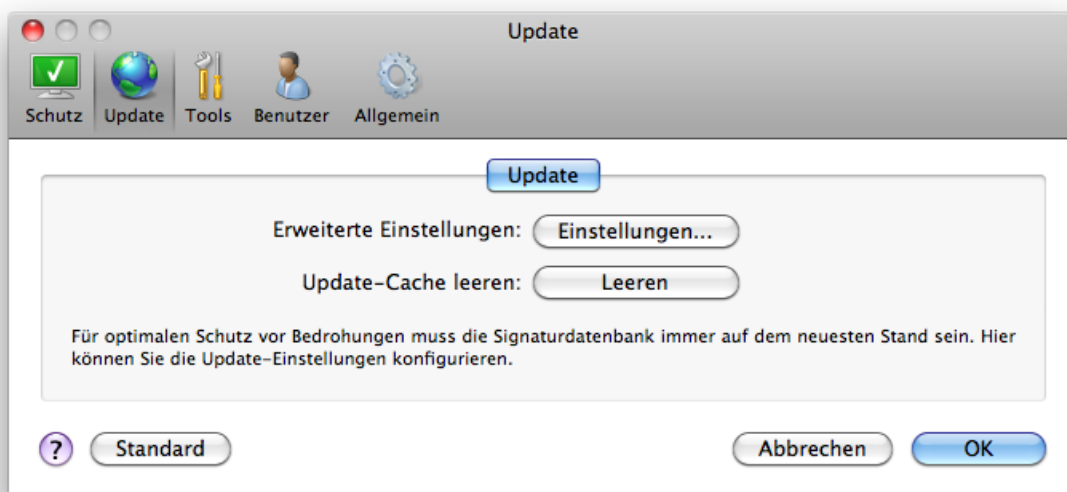 Update
Schutz Update Tools Benutzer Allgemein
Update
Erweiterte Einstellungen: Einstellungen...
Update-Cache leeren: Leeren
Für optimalen Schutz vor Bedrohungen muss die Signaturdatenbank immer auf dem neuesten Stand sein. Hier
können Sie die Update-Einstellungen konfigurieren.
? Standard Abbrechen OK